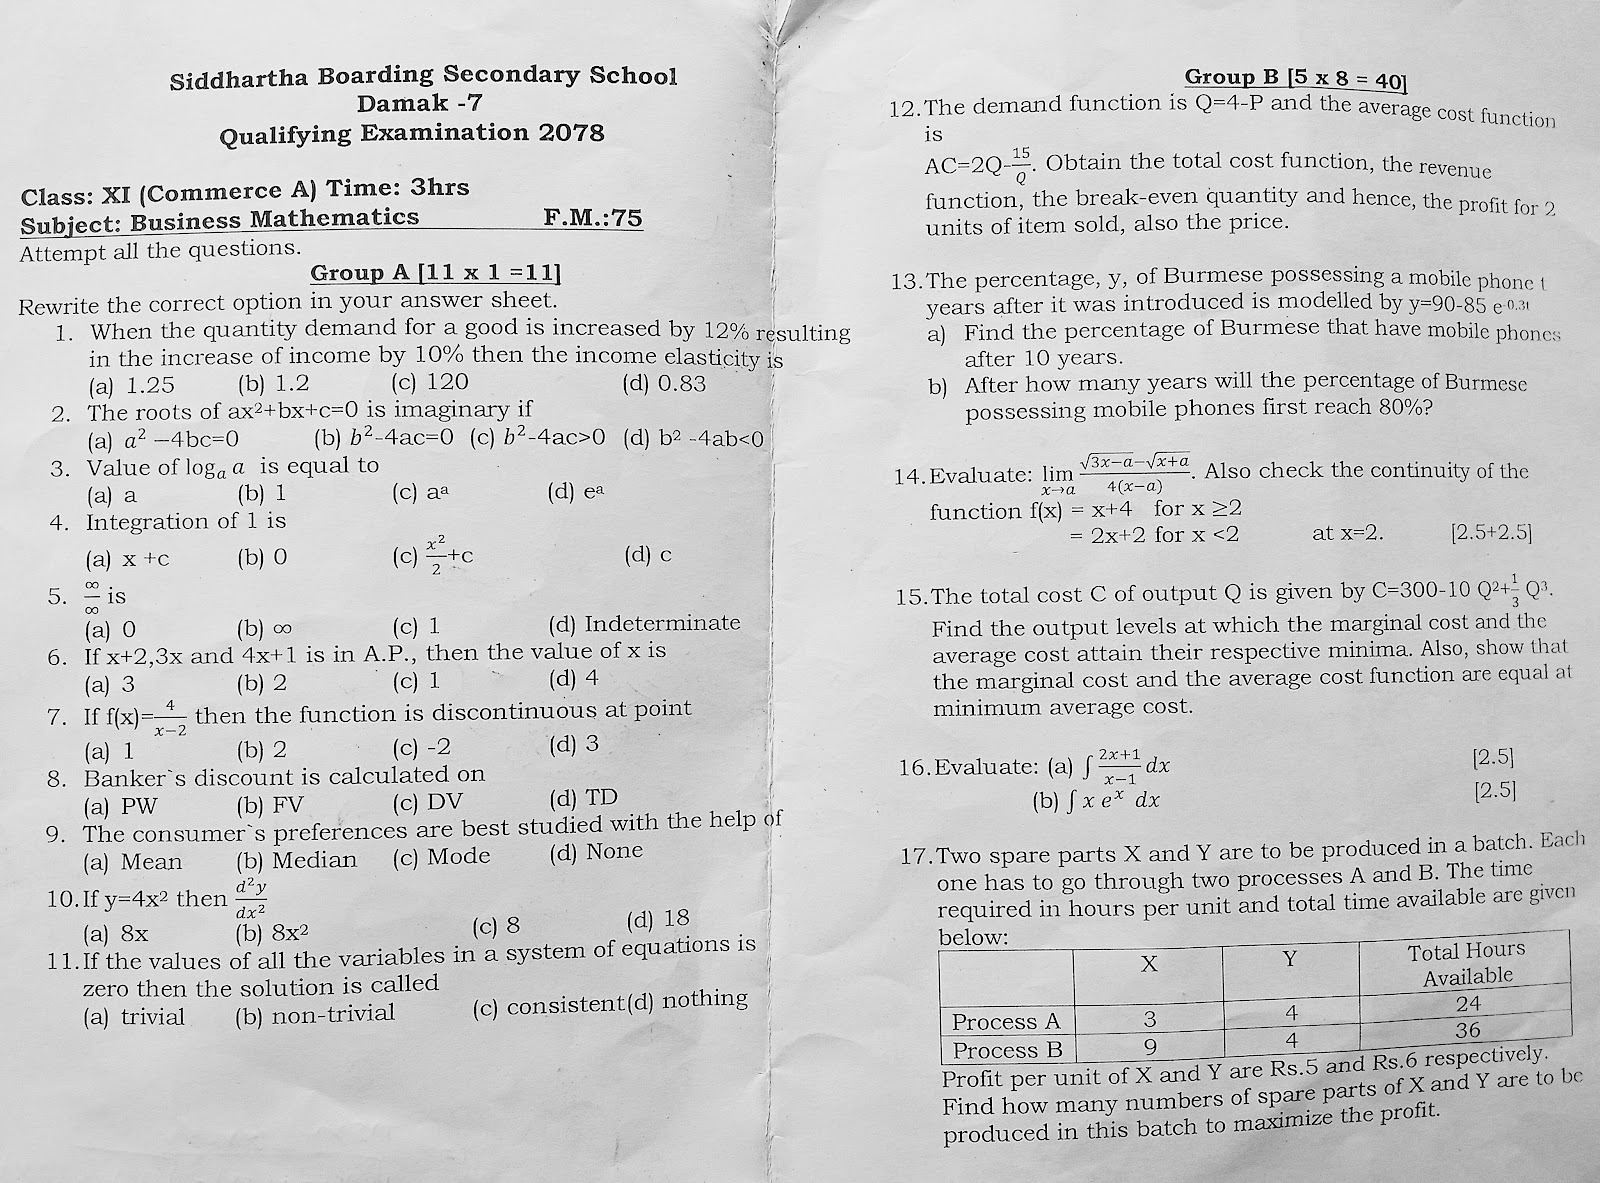 Siddhartha Boarding Secondary School
Damak -7
Qualifying Examination 2078
Class: XI (Commerce A) Time: 3hrs
Subject: Business Mathematics F.M.:75
Attempt all the questions.
Group A [11 x 1 =11]
Rewrite the correct option in your answer sheet.
1. When the quantity demand for a good is increased by 12% resulting
in the increase of income by 10% then the income elasticity is
(a) 1.25 (b) 1.2 (c) 120 (d) 0.83
2. The roots of ax²+bx+c=0 is imaginary if
(a) a² −4bc=0 (b) b²-4ac=0 (c) b²-4ac>0 (d) b² -4ab<0
3. Value of logₐ a is equal to
(a) a (b) 1 (c) aᵃ (d) eᵃ
4. Integration of 1 is
(a) x +c (b) 0 (c) x²/2+c (d) c
5. ∞/∞ is
(a) 0 (b) ∞ (c) 1 (d) Indeterminate
6. If x+2,3x and 4x+1 is in A.P., then the value of x is
(a) 3 (b) 2 (c) 1 (d) 4
7. If f(x)=4/x−2 then the function is discontinuous at point
(a) 1 (b) 2 (c) -2 (d) 3
8. Banker`s discount is calculated on
(a) PW (b) FV (c) DV (d) TD
9. The consumer`s preferences are best studied with the help of
(a) Mean (b) Median (c) Mode (d) None
10.If y=4x² then d²y/dx²
(a) 8x (b) 8x² (c) 8 (d) 18
11.If the values of all the variables in a system of equations is
zero then the solution is called
(a) trivial (b) non-trivial (c) consistent(d) nothing
Group B [5 x 8 = 40]
12.The demand function is Q=4-P and the average cost function
is
AC=2Q-15/Q. Obtain the total cost function, the revenue
function, the break-even quantity and hence, the profit for 2
units of item sold, also the price.
13.The percentage, y, of Burmese possessing a mobile phone t
years after it was introduced is modelled by y=90-85 e⁻⁰·³ᵗ
a) Find the percentage of Burmese that have mobile phones
after 10 years.
b) After how many years will the percentage of Burmese
possessing mobile phones first reach 80%?
14.Evaluate: lim x→a √3x−a−√x+a/4(x−a). Also check the continuity of the
function f(x) = x+4 for x ≥2
= 2x+2 for x <2 at x=2. [2.5+2.5]
15.The total cost C of output Q is given by C=300-10 Q²+1/3 Q³.
Find the output levels at which the marginal cost and the
average cost attain their respective minima. Also, show that
the marginal cost and the average cost function are equal at
minimum average cost.
16.Evaluate: (a) ∫ 2x+1/x−1 dx [2.5]
(b) ∫ x eˣ dx [2.5]
17.Two spare parts X and Y are to be produced in a batch. Each
one has to go through two processes A and B. The time
required in hours per unit and total time available are given
below:
X Y Total Hours
Available
Process A 3 4 24
Process B 9 4 36
Profit per unit of X and Y are Rs.5 and Rs.6 respectively.
Find how many numbers of spare parts of X and Y are to be
produced in this batch to maximize the profit.